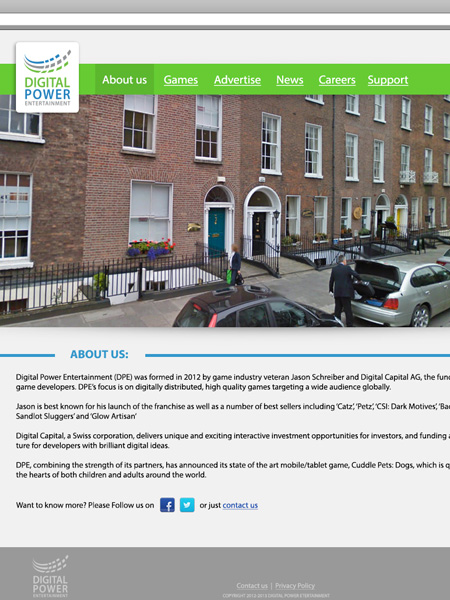 DIGITAL
POWER
ENTERTAINMENT
About us Games Advertise News Careers Support
ABOUT US:
Digital Power Entertainment (DPE) was formed in 2012 by game industry veteran Jason Schreiber and Digital Capital AG, the
game developers. DPE's focus is on digitally distributed, high quality games targeting a wide audience globally.
Jason is best known for his launch of the franchise as well as a number of best sellers including 'Catz', 'Petz', 'CSI: Dark Motives',
Sandlot Sluggers' and 'Glow Artisan'
Digital Capital, a Swiss corporation, delivers unique and exciting interactive investment opportunities for investors, and funding
ture for developers with brilliant digital ideas.
DPE, combining the strength of its partners, has announced its state of the art mobile/tablet game, Cuddle Pets: Dogs, which is
the hearts of both children and adults around the world.
Want to know more? Please Follow us on or just contact us
DIGITAL
POWER
ENTERTAINMENT
Contact us | Privacy Policy
COPYRIGHT 2012-2013 DIGITAL POWER ENTERTAINMENT